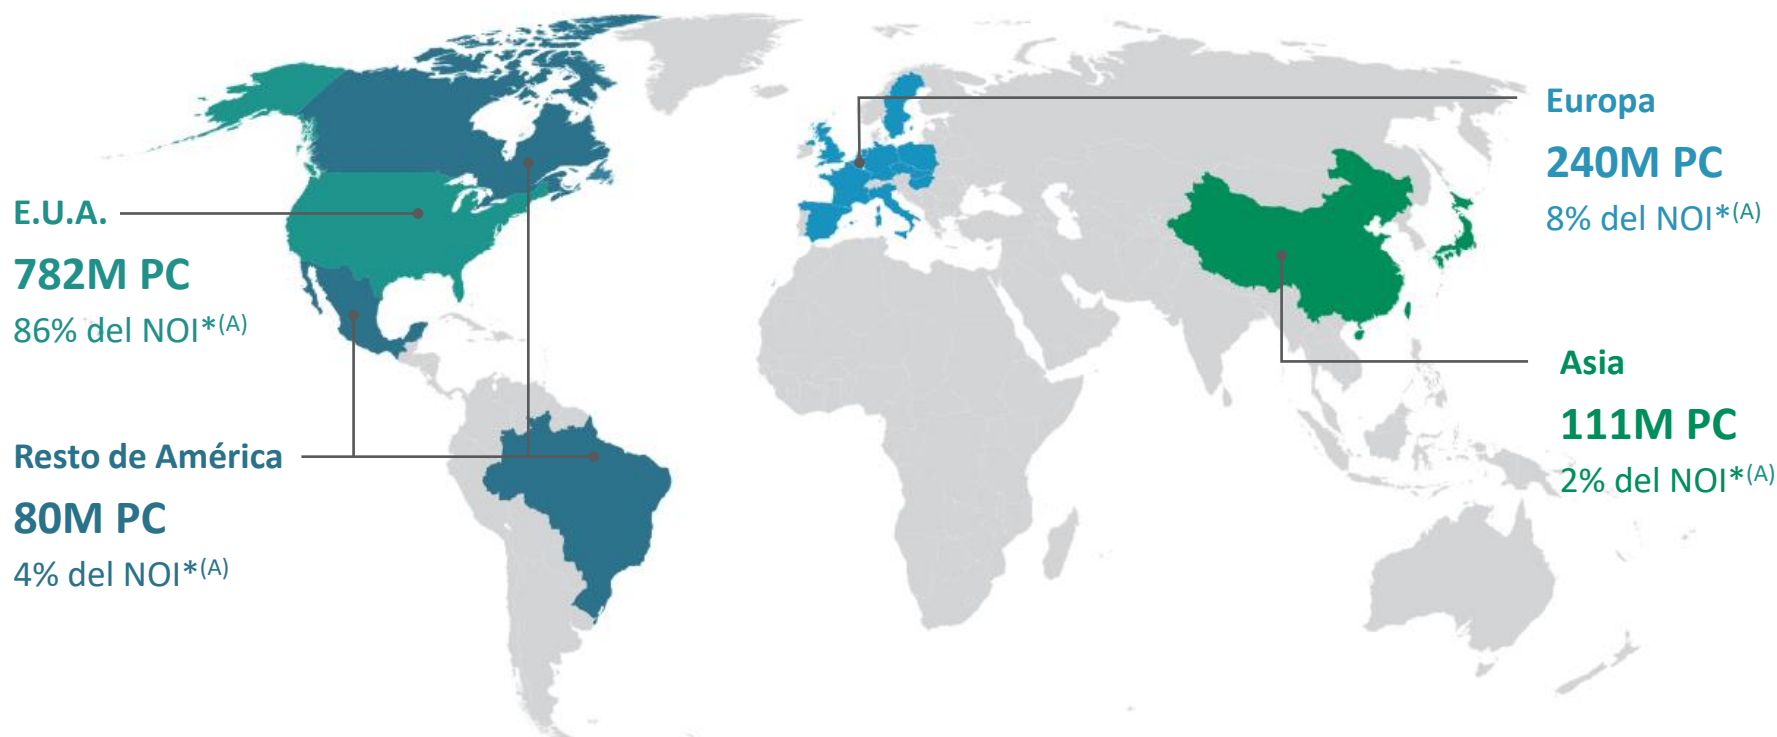 E.U.A.
782M PC
86% del NOI*(A)
Resto de América
80M PC
4% del NOI*(A)
Europa
240M PC
8% del NOI*(A)
Asia
111M PC
2% del NOI*(A)